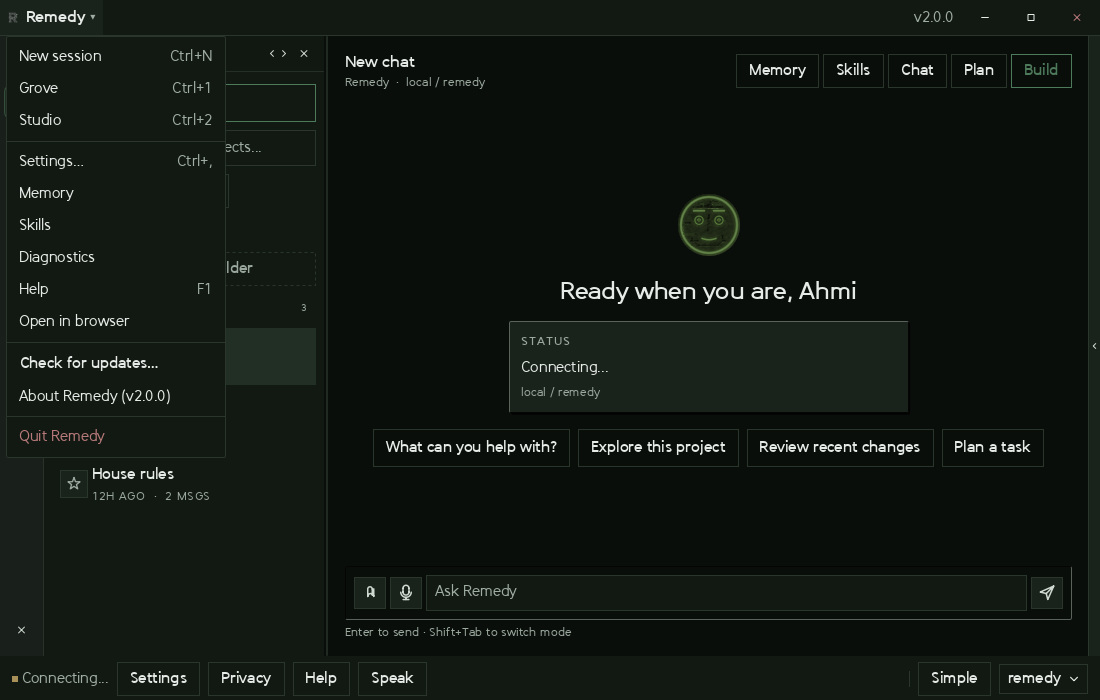 Remedy
v2.0.0
New session Ctrl+N
Grove Ctrl+1
Studio Ctrl+2
Settings... Ctrl+,
Memory
Skills
Diagnostics
Help F1
Open in browser
Check for updates...
About Remedy (v2.0.0)
Quit Remedy
ects...
lder
3
House rules
12H AGO · 2 MSGS
New chat
Remedy · local / remedy
Memory Skills Chat Plan Build
Ready when you are, Ahmi
STATUS
Connecting...
local / remedy
What can you help with? Explore this project Review recent changes Plan a task
Ask Remedy
Enter to send · Shift+Tab to switch mode
Connecting... Settings Privacy Help Speak Simple remedy